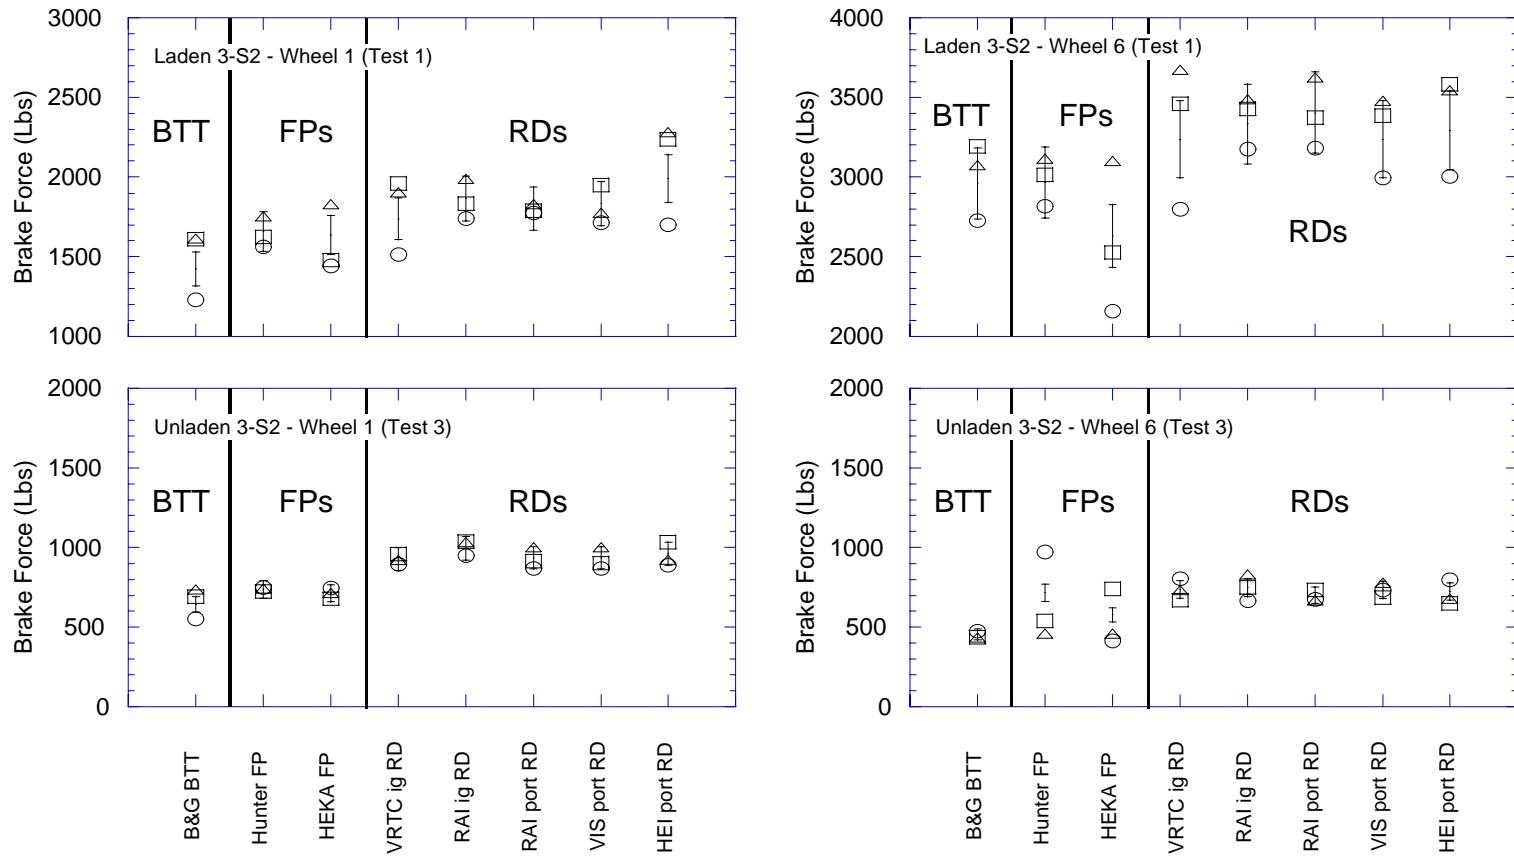 3000
2500
2000
1500
1000
Brake Force (Lbs)
Laden 3-S2 - Wheel 1 (Test 1)
BTT
FPs
RDs
4000
3500
3000
2500
2000
Brake Force (Lbs)
Laden 3-S2 - Wheel 6 (Test 1)
BTT
FPs
RDs
2000
1500
1000
500
0
Brake Force (Lbs)
Unladen 3-S2 - Wheel 1 (Test 3)
BTT
FPs
RDs
B&G BTT
Hunter FP
HEKA FP
VRTC ig RD
RAI ig RD
RAI port RD
VIS port RD
HEI port RD
2000
1500
1000
500
0
Brake Force (Lbs)
Unladen 3-S2 - Wheel 6 (Test 3)
BTT
FPs
RDs
B&G BTT
Hunter FP
HEKA FP
VRTC ig RD
RAI ig RD
RAI port RD
VIS port RD
HEI port RD